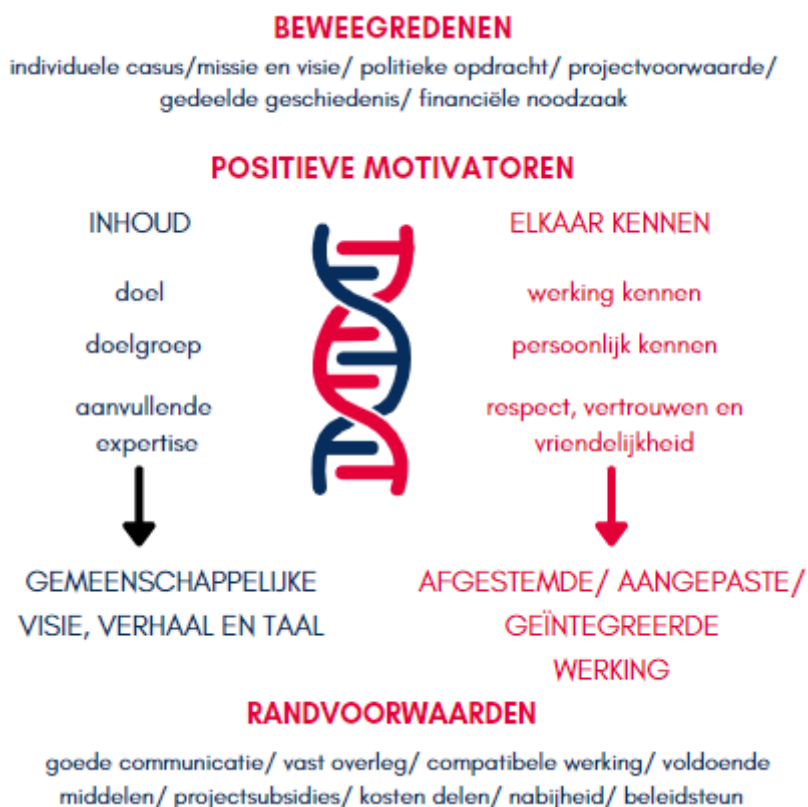 BEWEEGREDENEN
individuele casus/missie en visie/ politieke opdracht/ projectvoorwaarde/
gedeelde geschiedenis/ financiële noodzaak
POSITIEVE MOTIVATOREN
INHOUD
doel
doelgroep
aanvullende
expertise
GEMEENSCHAPPELIJKE
VISIE, VERHAAL EN TAAL
ELKAAR KENNEN
werking kennen
persoonlijk kennen
respect, vertrouwen en
vriendelijkheid
AFGESTEMDE/ AANGEPASTE/
GEÏNTEGREERDE
WERKING
RANDVOORWAARDEN
goede communicatie/ vast overleg/ compatibele werking/ voldoende
middelen/ projectsubsidies/ kosten delen/ nabijheid/ beleidsteun